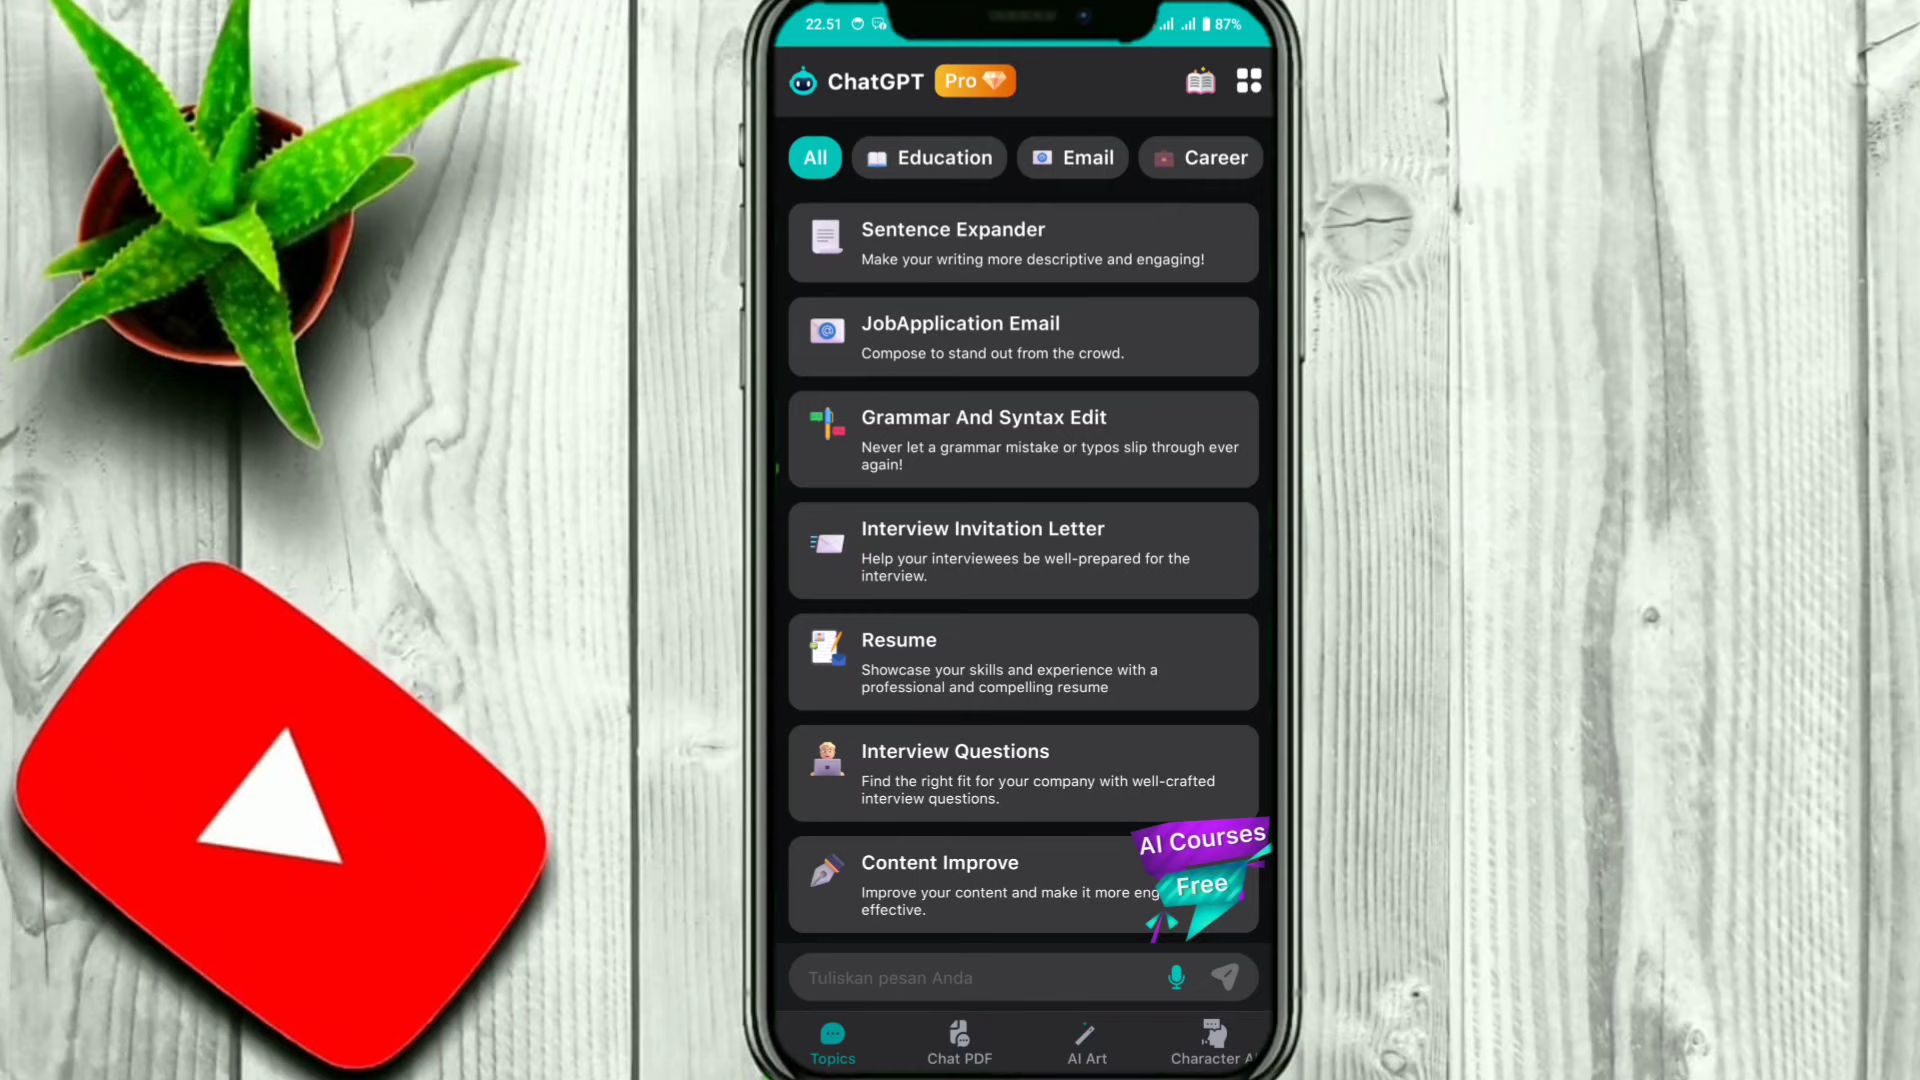 22.51
87%
ChatGPT
Pro
All
Education
Email
Career
Sentence Expander
Make your writing more descriptive and engaging!
JobApplication Email
Compose to stand out from the crowd.
Grammar And Syntax Edit
Never let a grammar mistake or typos slip through ever
again!
Interview Invitation Letter
Help your interviewees be well-prepared for the
interview.
Resume
Showcase your skills and experience with a
professional and compelling resume
Interview Questions
Find the right fit for your company with well-crafted
interview questions.
Content Improve
Improve your content and make it more eng
effective.
AI Courses
Free
Tuliskan pesan Anda
Topics
Chat PDF
AI Art
Character A